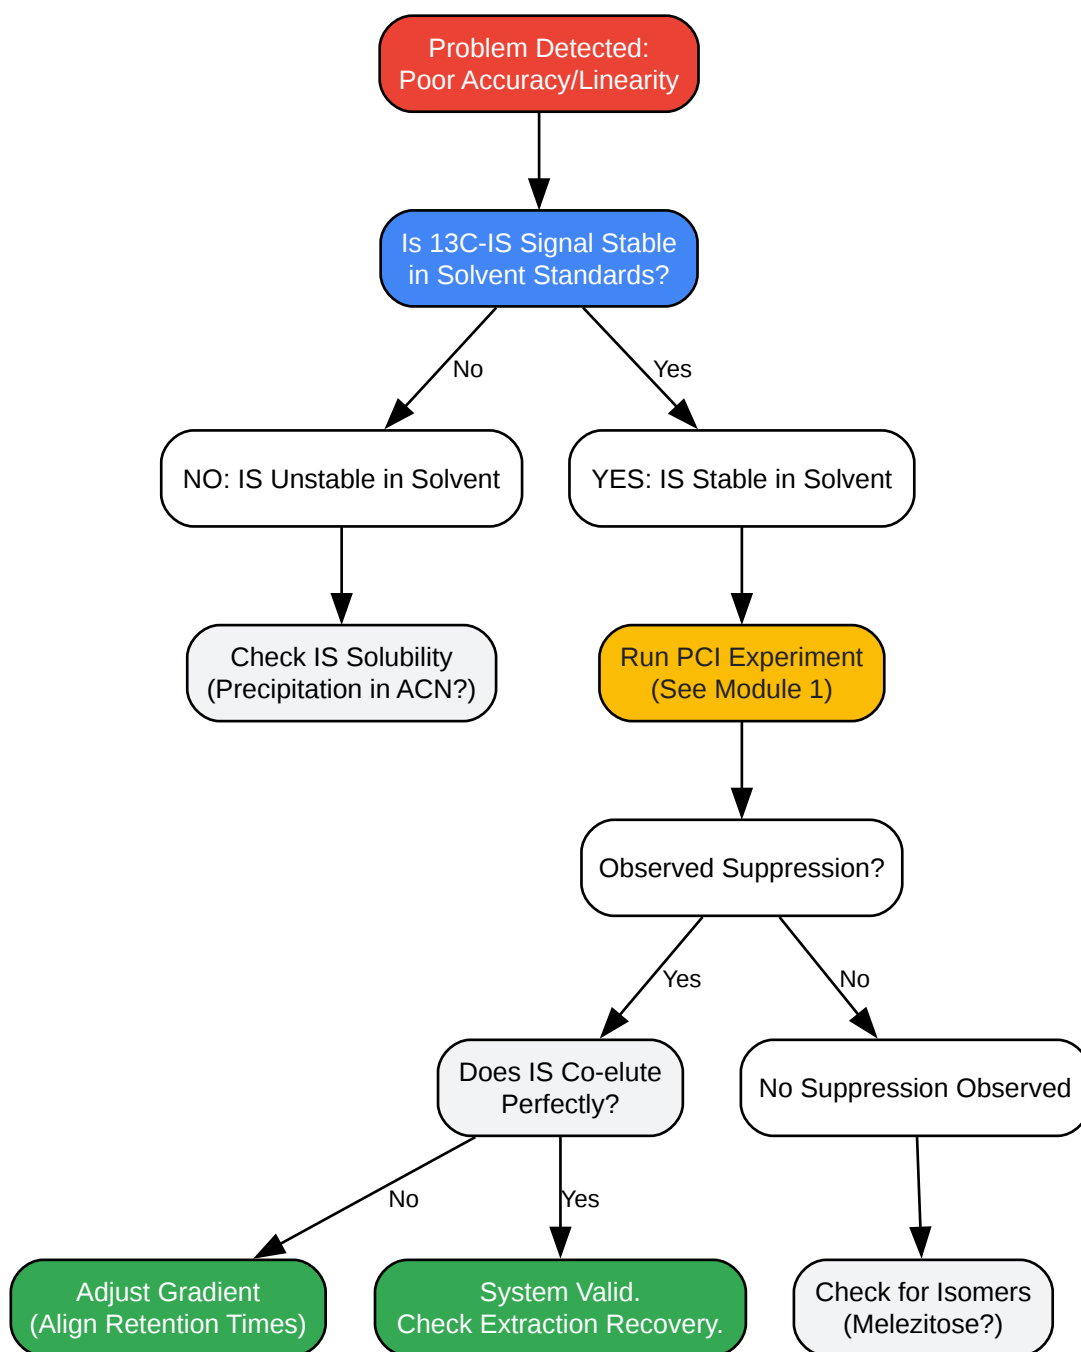 Problem Detected:
Poor Accuracy/Linearity
Is 13C-IS Signal Stable
in Solvent Standards?
No
Yes
NO: IS Unstable in Solvent
YES: IS Stable in Solvent
Check IS Solubility
(Precipitation in ACN?)
Run PCI Experiment
(See Module 1)
Observed Suppression?
Yes
No
Does IS Co-elute
Perfectly?
No Suppression Observed
No
Yes
Adjust Gradient
(Align Retention Times)
System Valid.
Check Extraction Recovery.
Check for Isomers
(Melezitose?)